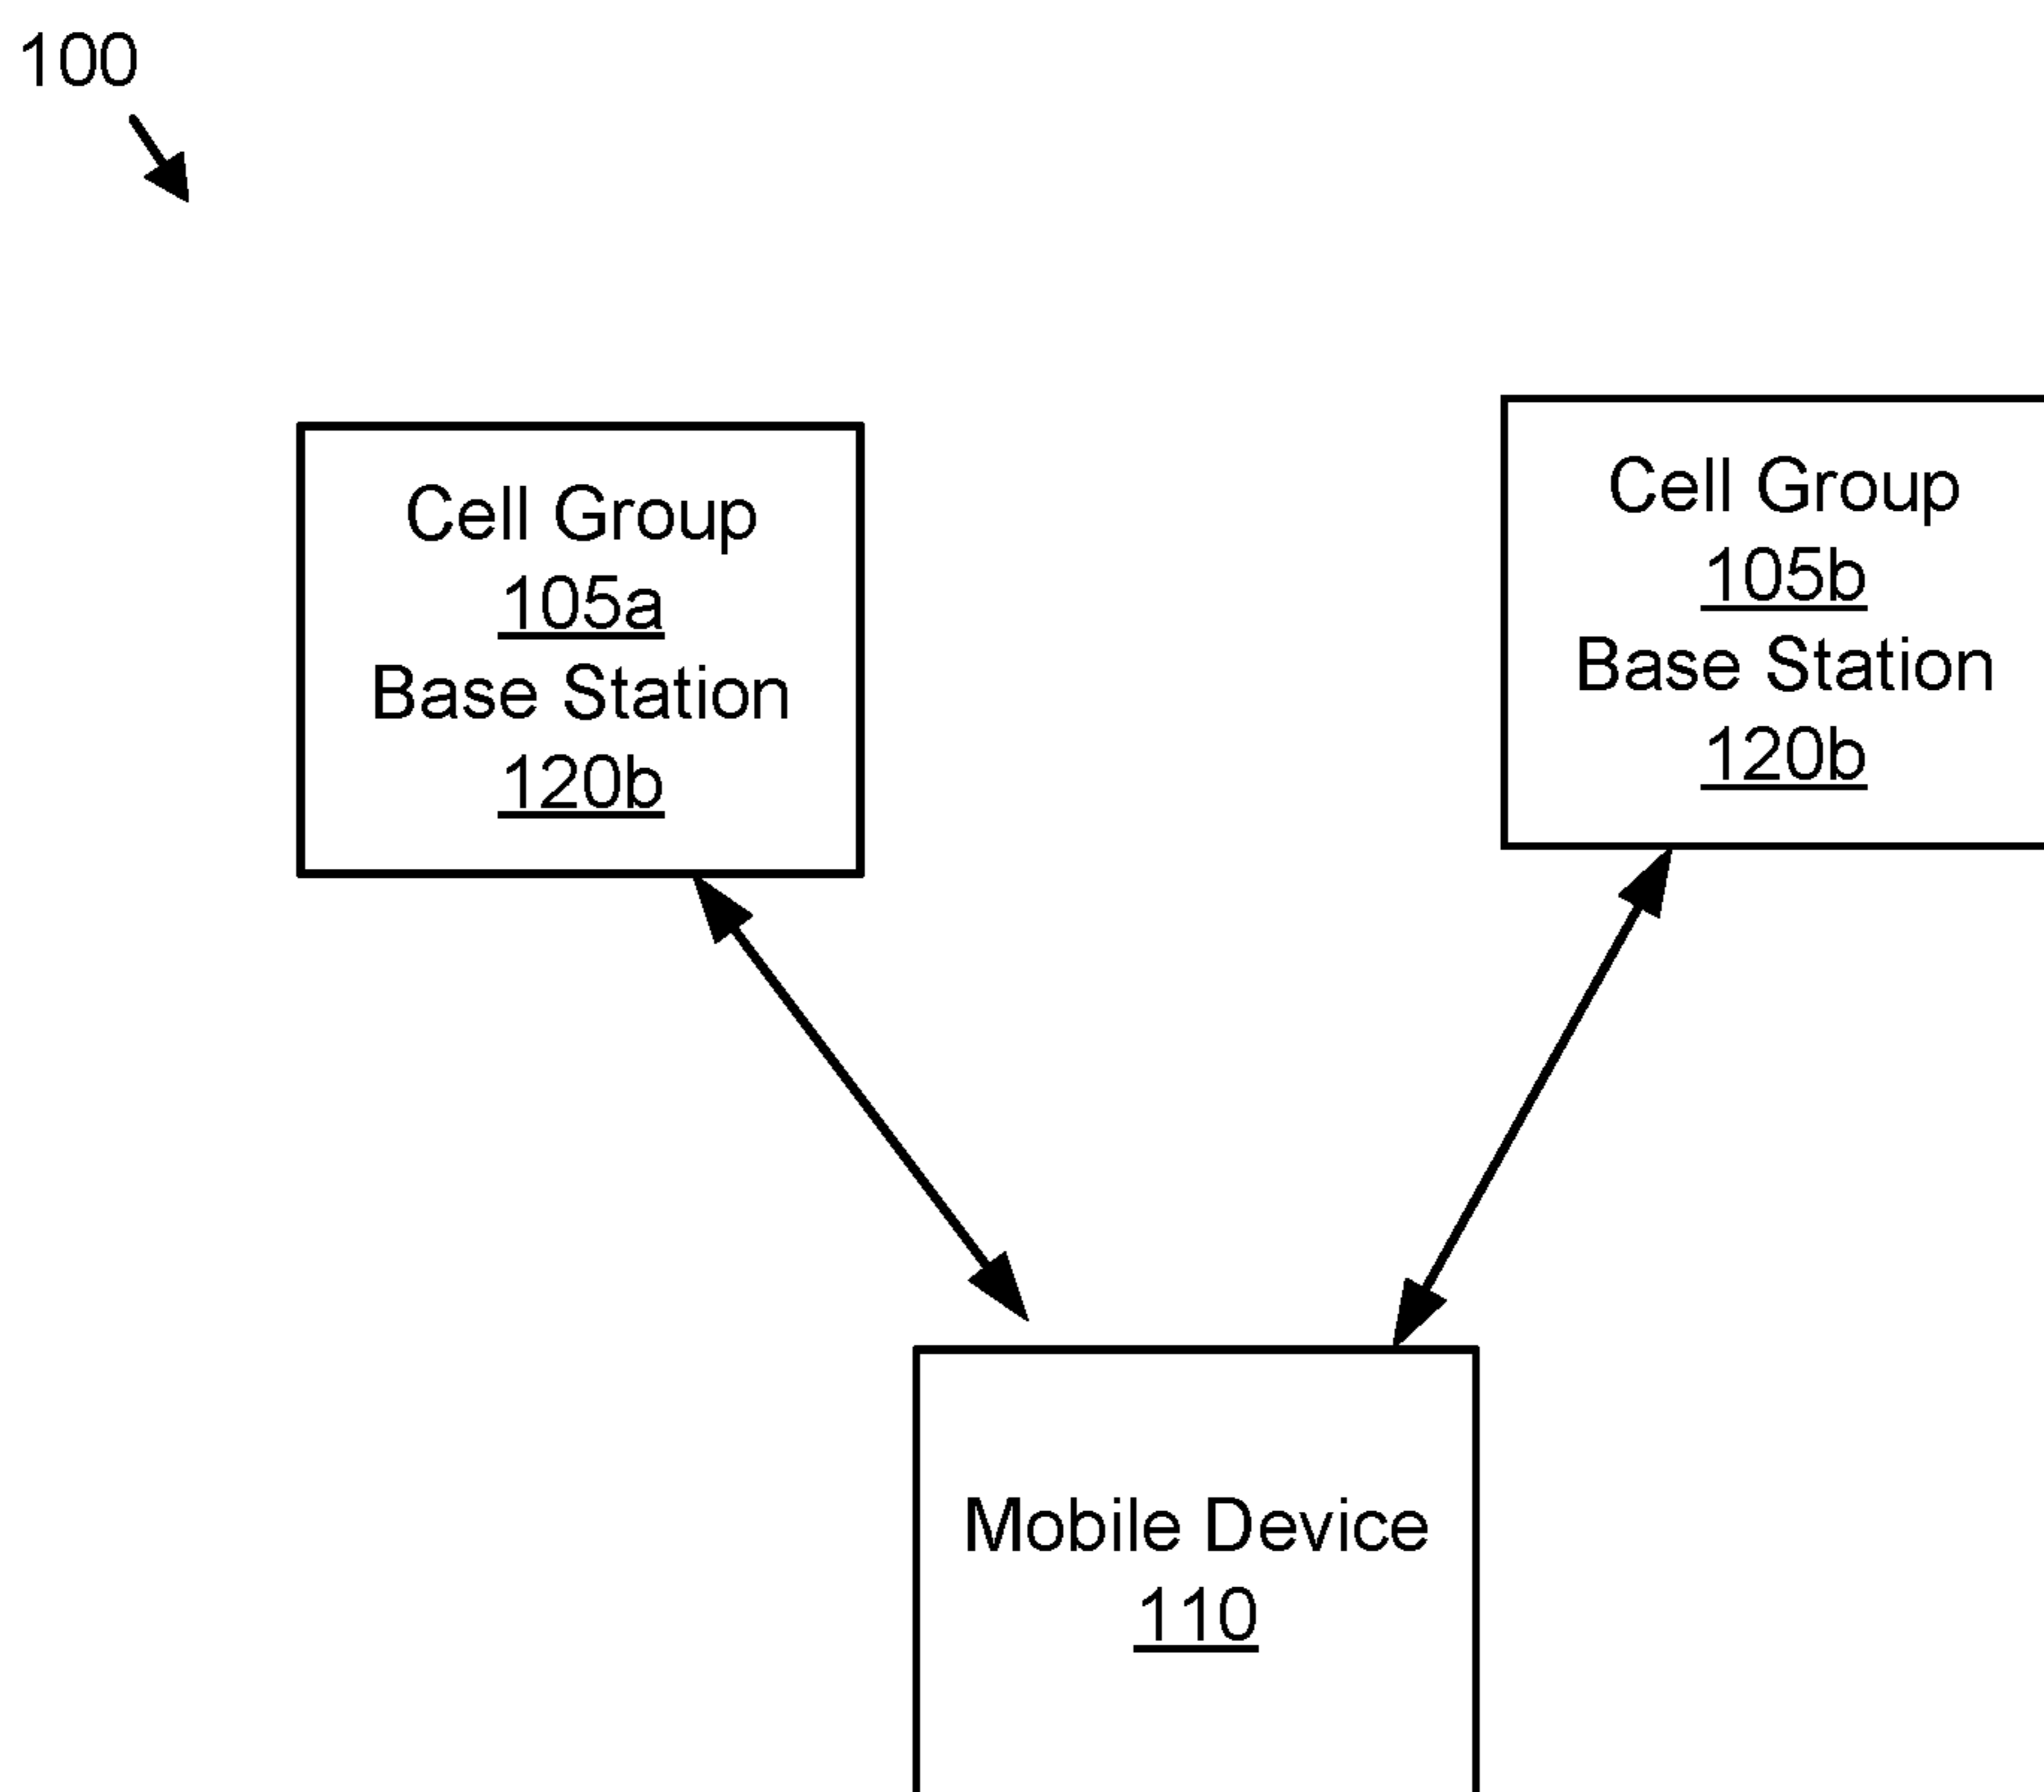 100
Cell Group
105a
Base Station
120b
Cell Group
105b
Base Station
120b
Mobile Device
110